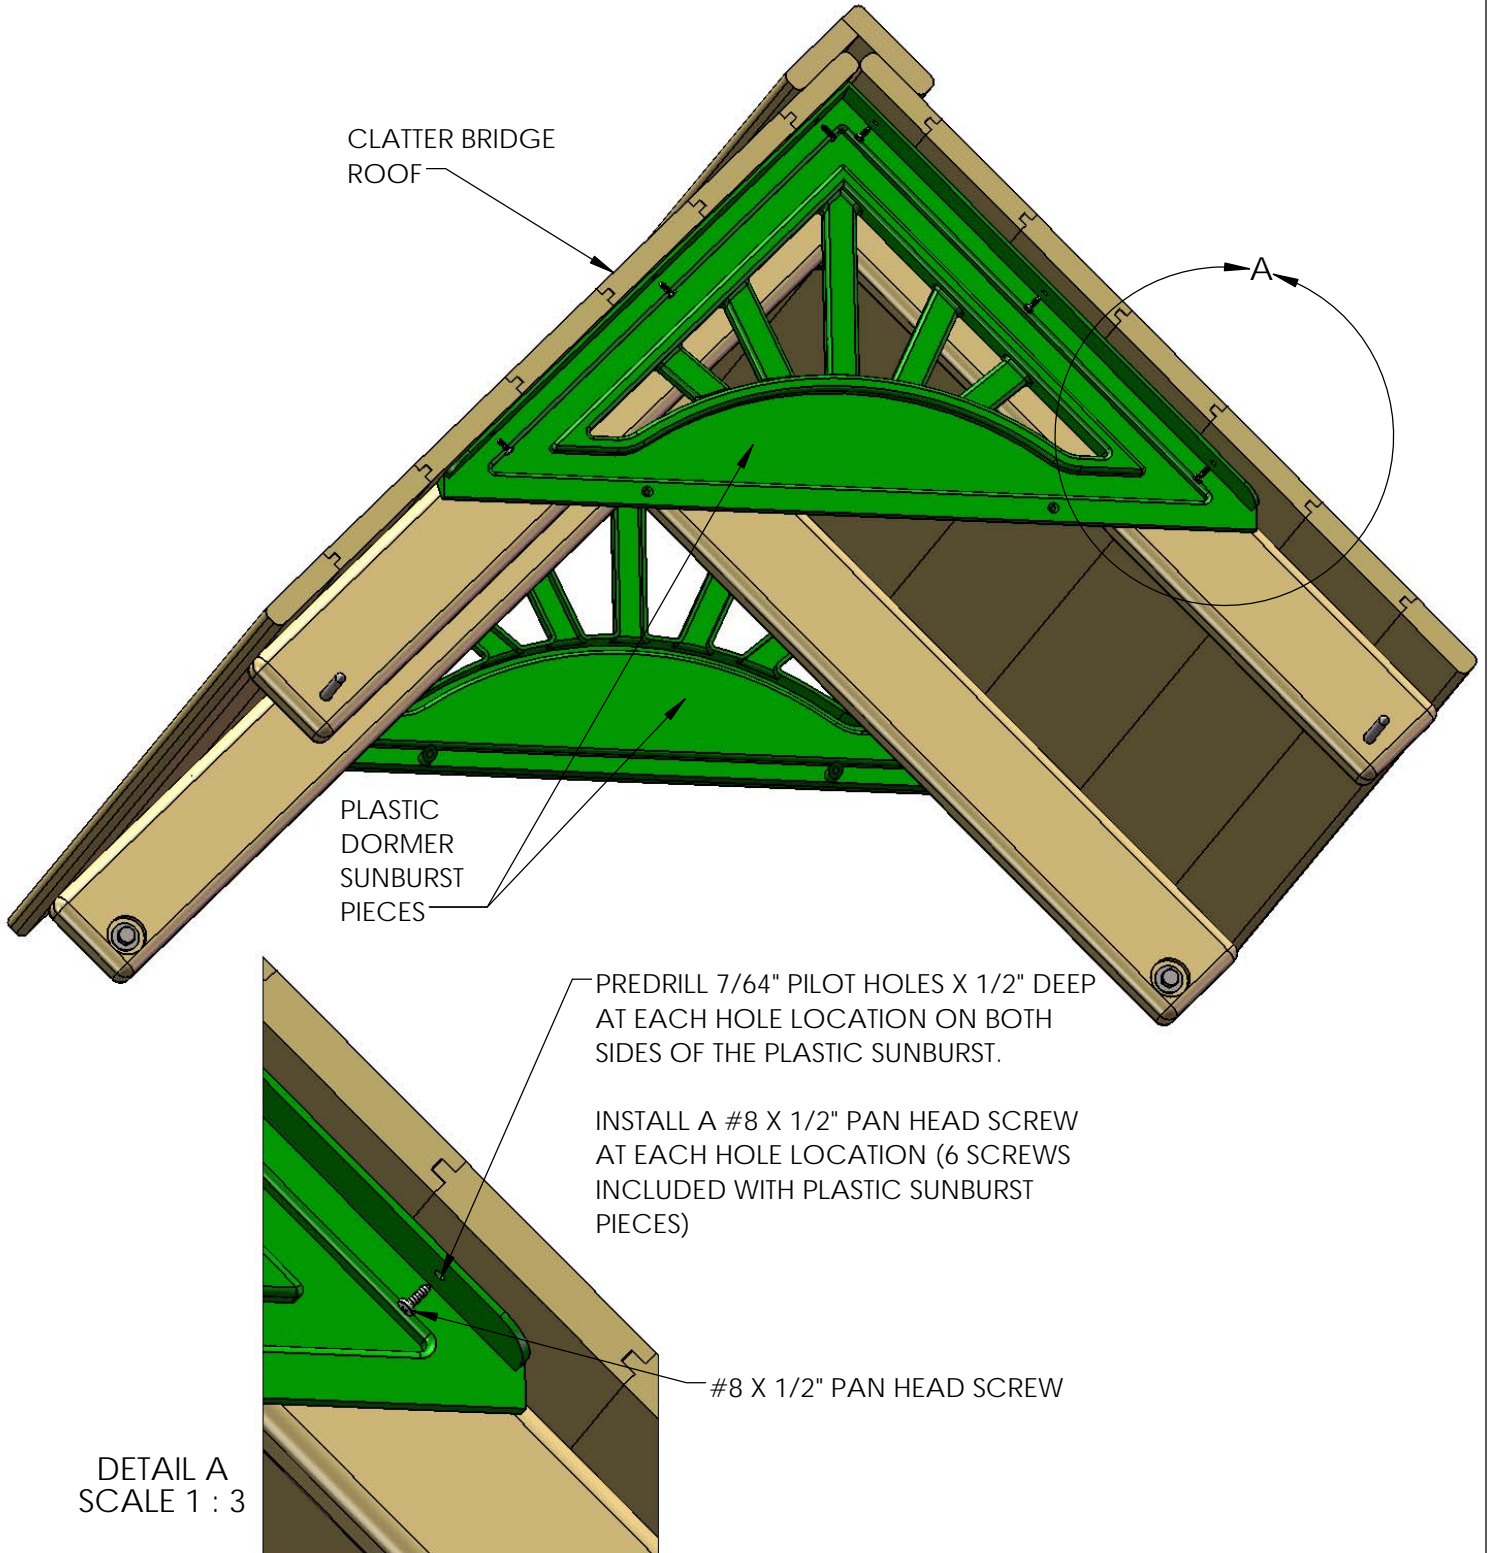 CLATTER BRIDGE
ROOF
A
PLASTIC
DORMER
SUNBURST
PIECES
PREDRILL 7/64" PILOT HOLES X 1/2" DEEP
AT EACH HOLE LOCATION ON BOTH
SIDES OF THE PLASTIC SUNBURST.
INSTALL A #8 X 1/2" PAN HEAD SCREW
AT EACH HOLE LOCATION (6 SCREWS
INCLUDED WITH PLASTIC SUNBURST
PIECES)
#8 X 1/2" PAN HEAD SCREW
DETAIL A
SCALE 1 : 3